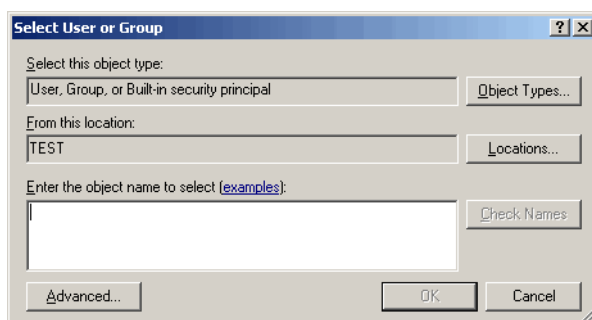 Select User or Group
Select this object type:
User, Group, or Built-in security principal
Object Types...
From this location:
TEST
Locations...
Enter the object name to select (examples):
Check Names
Advanced...
OK
Cancel